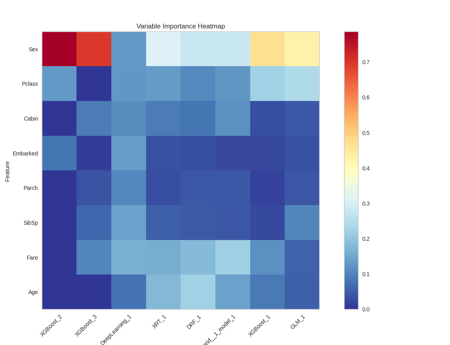 Variable Importance Heatmap
Sex
Pclass
Cabin
Embarked
Parch
SibSp
Fare
Age
Feature
XGBoost_2
XGBoost_3
DeepLearning_1
XRT_1
DRF_1
_1_model_1
XGBoost_1
GLM_1
0.7
0.6
0.5
0.4
0.3
0.2
0.1
0.0